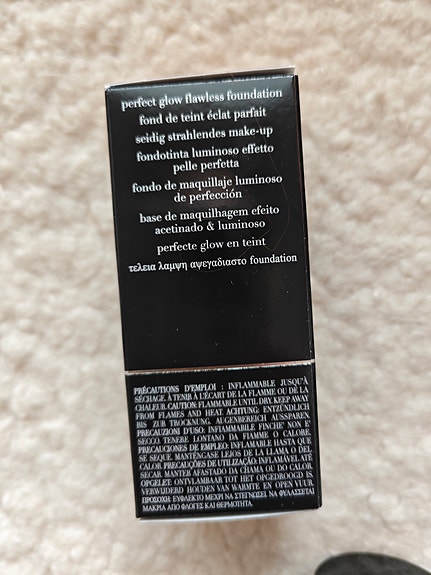 perfect glow flawless foundation
fond de teint éclat parfait
seidig strahlendes make-up
fondotinta luminoso effetto
pelle perfetta
fondo de maquillaje luminoso
de perfección
base de maquilhagem efeito
acetinado & luminoso
perfecte glow en teint
τελεια λαμψη αψεγαδιαστο foundation
PRÉCAUTIONS D'EMPLOI : INFLAMMABLE JUSQU'À
SÉCHAGE. À TENIR À L'ÉCART DE LA FLAMME OU DE LA
CHALEUR. CAUTION: FLAMMABLE UNTIL DRY. KEEP AWAY
FROM FLAMES AND HEAT ACHTUNG: ENTZÜNDLICH
BIS ZUR TROCKNUNG. AUGENBEREICH AUSSPAREN.
PRECAUZIONI D'USO: INFIAMMABILE FINCHE' NON E'
SECCO. TENERE LONTANO DA FIAMME O CALORE.
PRECAUCIONES DE EMPLEO: INFLAMABLE HASTA QUE
SE SEQUE. MANTÉNGASE LEJOS DE LA LLAMA O DEL
CALOR. PRECAUÇÕES DE UTILIZAÇÃO: INFLAMÁVEL ATÉ
SECAR. MANTER AFASTADO DA CHAMA OU DO CALOR.
OPGELET: ONTVLAMBAAR TOT HET OPGEDROOGD IS.
VERWIJDERD HOUDEN VAN WARMTE EN OPEN VUUR.
ΠΡΟΣΟΧΗ: ΕΥΦΛΕΚΤΟ ΜΕΧΡΙ ΝΑ ΣΤΕΓΝΩΣΕΙ ΝΑ ΦΥΛΑΣΣΕΤΑΙ
ΜΑΚΡΙΑ ΑΠΟ ΦΛΟΓΕΣ ΚΑΙ ΘΕΡΜΟΤΗΤΑ.